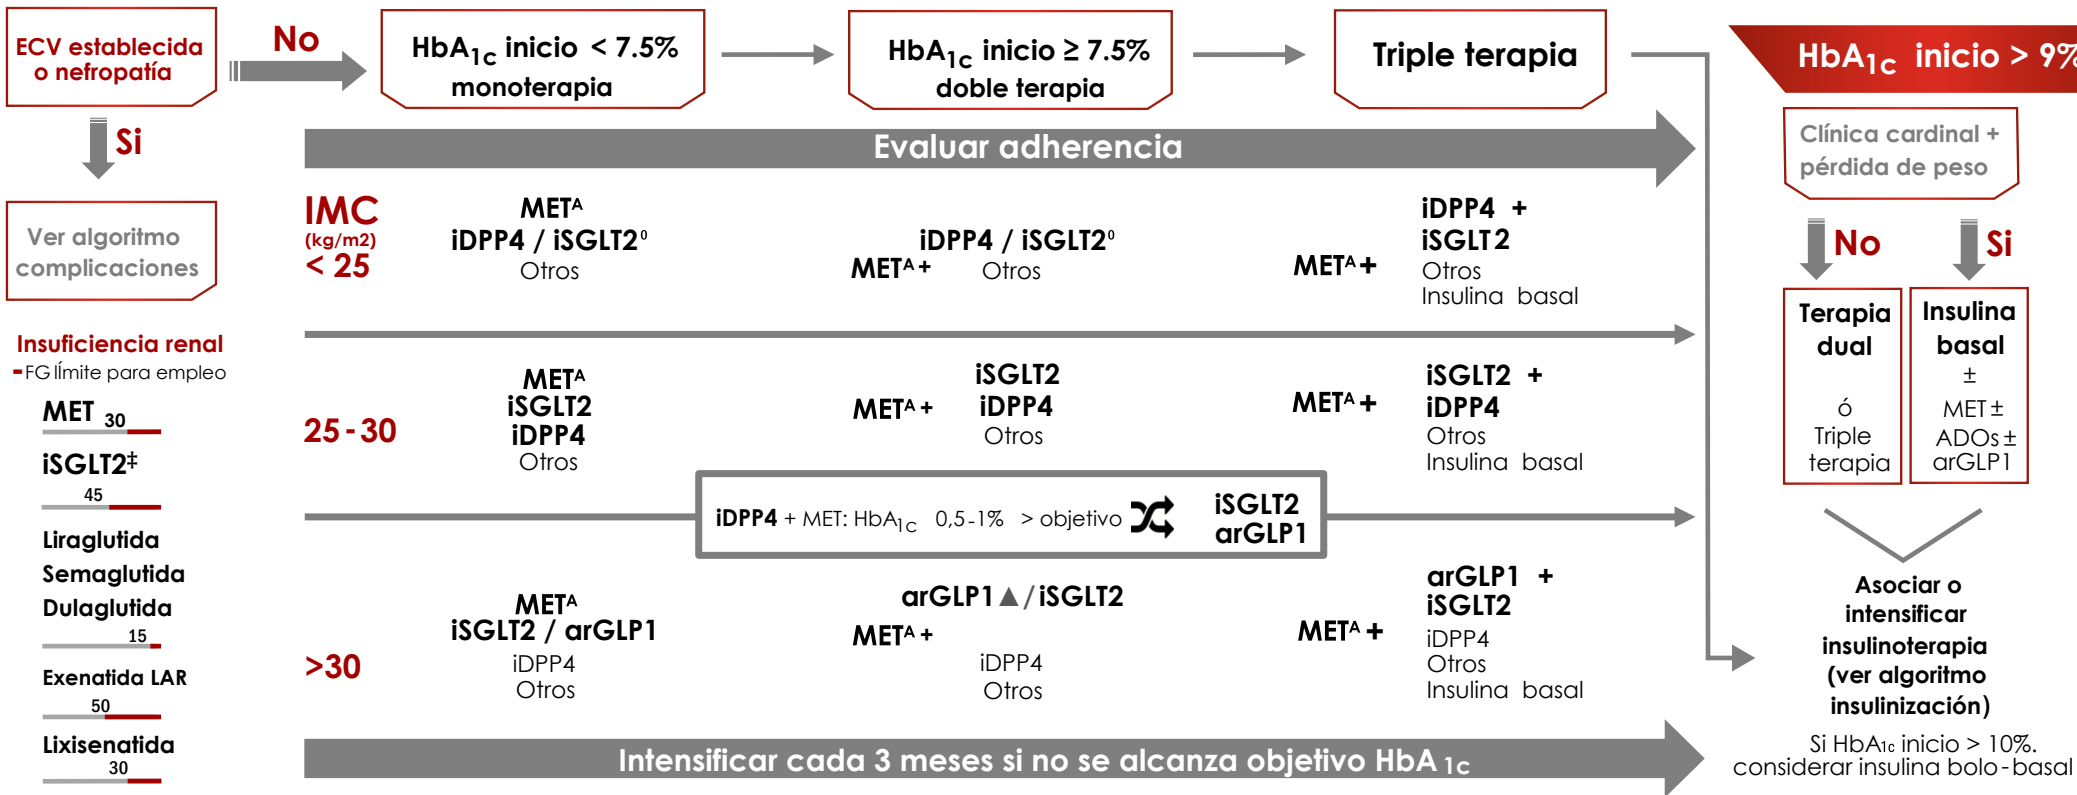 ECV establecida
o nefropatía
No
HbA1c inicio < 7.5%
monoterapia
HbA1c inicio ≥ 7.5%
doble terapia
Triple terapia
HbA1c inicio > 9%
Si
Evaluar adherencia
Clínica cardinal +
pérdida de peso
Ver algoritmo
complicaciones
IMC
(kg/m2)
< 25
METᴬ
iDPP4 / iSGLT2⁰
Otros
METᴬ +
iDPP4 / iSGLT2⁰
Otros
METᴬ +
iDPP4 +
iSGLT2
Otros
Insulina basal
No
Si
Terapia
dual
ó
Triple
terapia
Insulina
basal
±
MET ±
ADOs ±
arGLP1
Insuficiencia renal
-FG límite para empleo
MET 30
iSGLT2‡
45
Liraglutida
Semaglutida
Dulaglutida
15
Exenatida LAR
50
Lixisenatida
30
25-30
METᴬ
iSGLT2
iDPP4
Otros
METᴬ +
iSGLT2
iDPP4
Otros
METᴬ +
iSGLT2 +
iDPP4
Otros
Insulina basal
iDPP4 + MET: HbA1c 0,5-1% > objetivo
iSGLT2
arGLP1
>30
METᴬ
iSGLT2 / arGLP1
iDPP4
Otros
arGLP1▲/iSGLT2
METᴬ +
iDPP4
Otros
METᴬ +
arGLP1 +
iSGLT2
iDPP4
Otros
Insulina basal
Asociar o
intensificar
insulinoterapia
(ver algoritmo
insulinización)
Si HbA1c inicio > 10%.
considerar insulina bolo-basal
Intensificar cada 3 meses si no se alcanza objetivo HbA1c